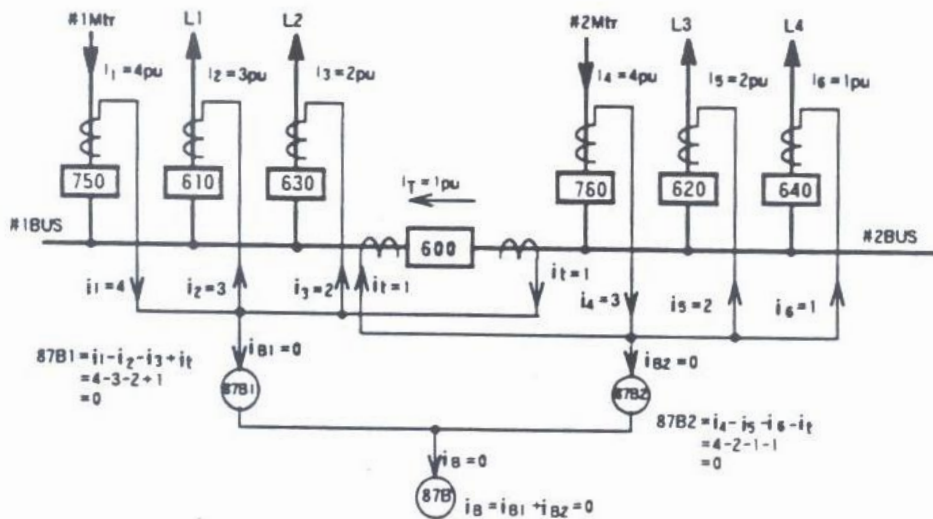 #1Mtr L1 L2 #2Mtr L3 L4
I1=4pu I2=3pu I3=2pu I4=4pu I5=2pu I6=1pu
750 610 630 760 620 640
IT=1pu
#1BUS 600 #2BUS
i1=4 i2=3 i3=2 it=1 it=1 i4=3 i5=2 i6=1
iB1=0 iB2=0
87B1=i1-i2-i3+it
=4-3-2+1
=0
87B1 87B2
87B2=i4-i5-i6-it
=4-2-1-1
=0
iB=0
87B iB=iB1+iB2=0